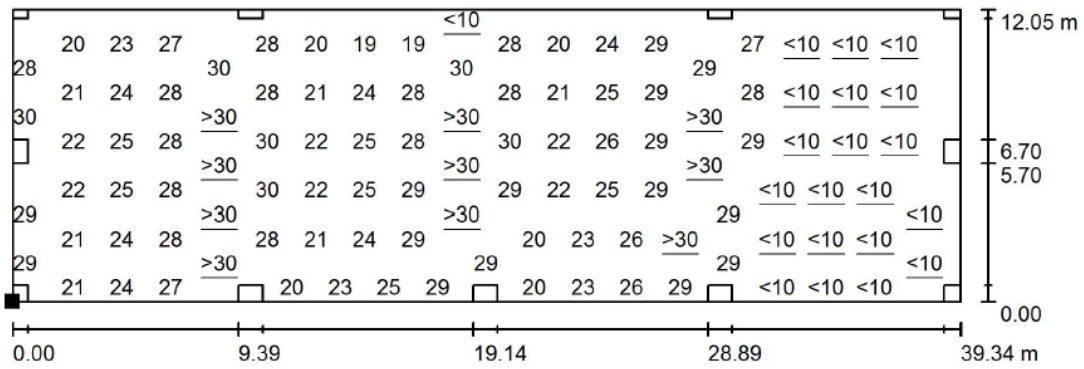 <10
12.05 m
20 23 27 28 20 19 19 28 20 24 29 27 <10 <10 <10
28 30 30 29
21 24 28 28 21 24 28 28 21 25 29 28 <10 <10 <10
30 >30 >30 >30
22 25 28 30 22 25 28 30 22 26 29 29 <10 <10 <10
6.70
>30 >30 >30
5.70
22 25 28 30 22 25 29 29 22 25 29 <10 <10 <10
29 >30 >30 29 <10
21 24 28 28 21 24 29 20 23 26 >30 <10 <10 <10
29 >30 29 29 <10
21 24 27 20 23 25 29 20 23 26 29 <10 <10 <10
0.00
0.00 9.39 19.14 28.89 39.34 m